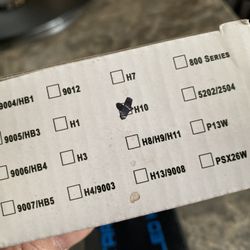 9004/HB1
9012
H7
800 SERIES
9005/HB3
H1
H10
5202/2504
9006/HB4
H3
H8/H9/H11
P13W
9007/HB5
H4/9003
H13/9008
PSX26W